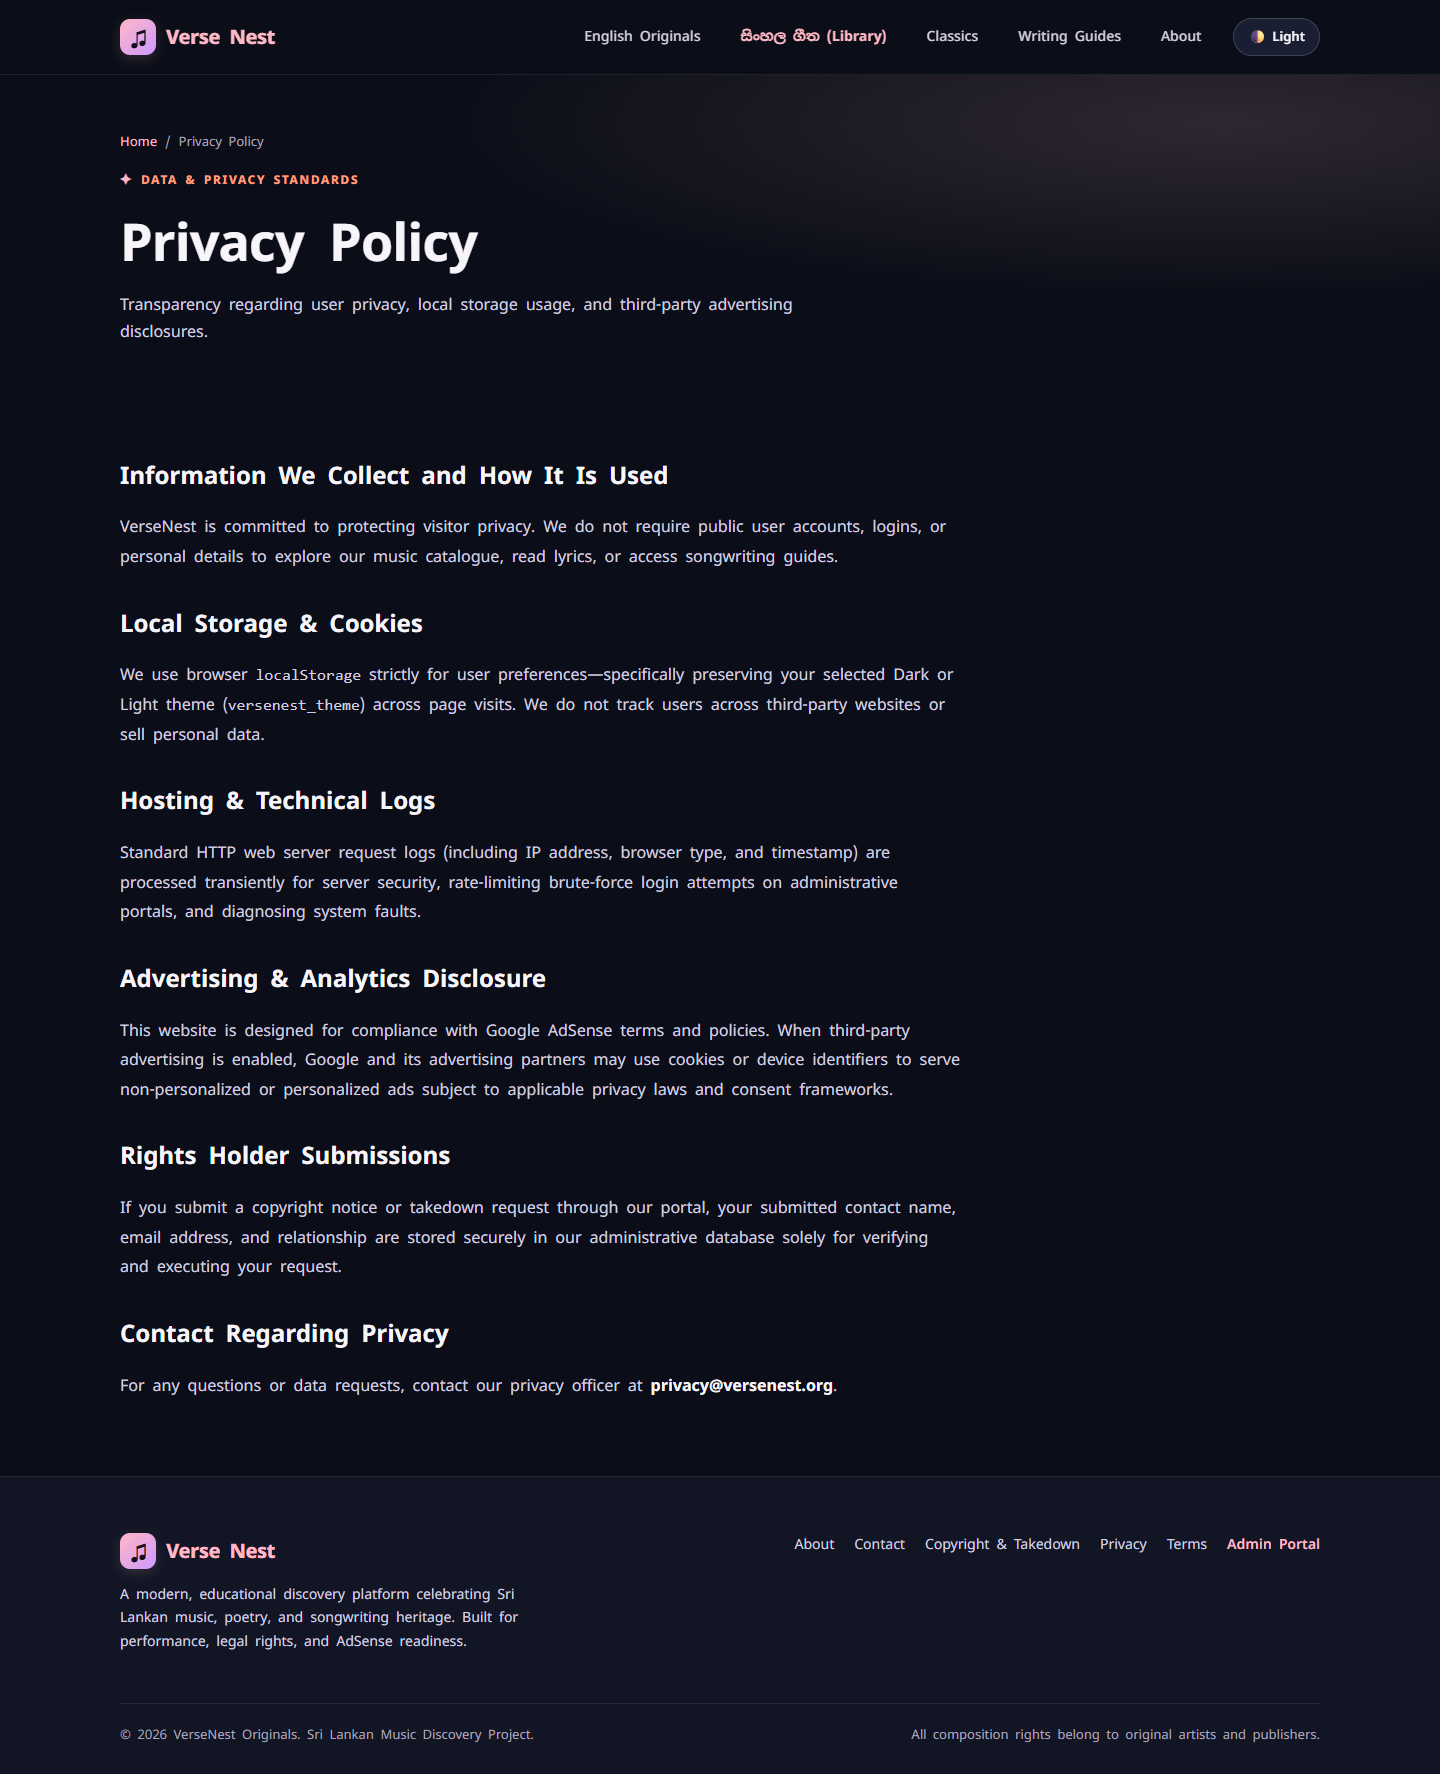 Verse Nest
English Originals
සිංහල ගීත (Library)
Classics
Writing Guides
About
Light
Home / Privacy Policy
✦ DATA & PRIVACY STANDARDS
Privacy Policy
Transparency regarding user privacy, local storage usage, and third-party advertising
disclosures.
Information We Collect and How It Is Used
VerseNest is committed to protecting visitor privacy. We do not require public user accounts, logins, or
personal details to explore our music catalogue, read lyrics, or access songwriting guides.
Local Storage & Cookies
We use browser localStorage strictly for user preferences—specifically preserving your selected Dark or
Light theme (versenest_theme) across page visits. We do not track users across third-party websites or
sell personal data.
Hosting & Technical Logs
Standard HTTP web server request logs (including IP address, browser type, and timestamp) are
processed transiently for server security, rate-limiting brute-force login attempts on administrative
portals, and diagnosing system faults.
Advertising & Analytics Disclosure
This website is designed for compliance with Google AdSense terms and policies. When third-party
advertising is enabled, Google and its advertising partners may use cookies or device identifiers to serve
non-personalized or personalized ads subject to applicable privacy laws and consent frameworks.
Rights Holder Submissions
If you submit a copyright notice or takedown request through our portal, your submitted contact name,
email address, and relationship are stored securely in our administrative database solely for verifying
and executing your request.
Contact Regarding Privacy
For any questions or data requests, contact our privacy officer at privacy@versenest.org.
Verse Nest
A modern, educational discovery platform celebrating Sri
Lankan music, poetry, and songwriting heritage. Built for
performance, legal rights, and AdSense readiness.
About
Contact
Copyright & Takedown
Privacy
Terms
Admin Portal
© 2026 VerseNest Originals. Sri Lankan Music Discovery Project.
All composition rights belong to original artists and publishers.